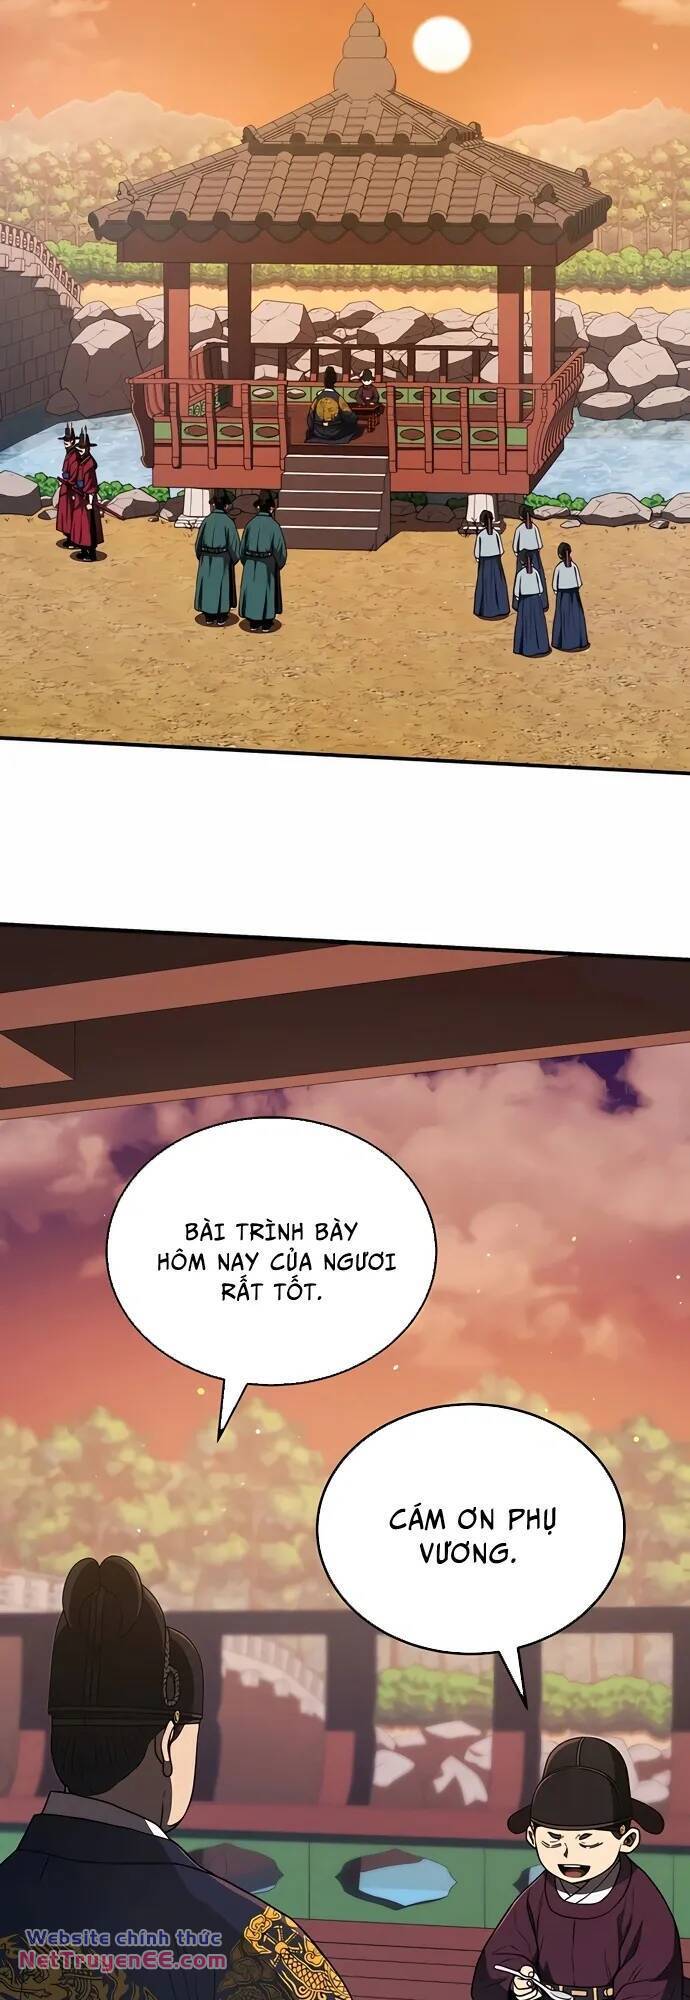 BÀI TRÌNH BÀY
HÔM NAY CỦA NGƯƠI
RẤT TỐT.
CÁM ƠN PHỤ
VƯƠNG.
Website chính thức
NetTruyenEE.com